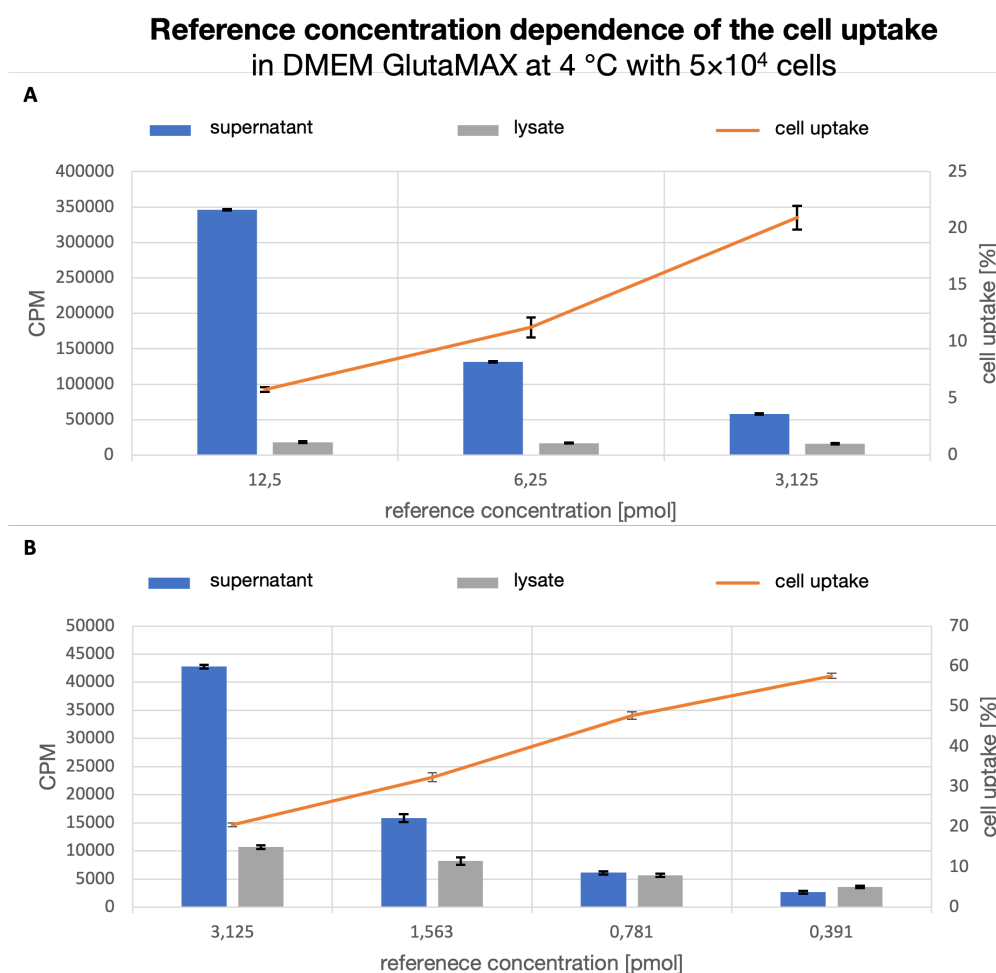 Reference concentration dependence of the cell uptake
in DMEM GlutaMAX at 4 °C with 5×10⁴ cells
A
supernatant lysate cell uptake
400000 25
350000
300000 20
250000 15
200000
150000 10
100000 5
50000
0 0
CPM
cell uptake [%]
12,5 6,25 3,125
reference concentration [pmol]
B
supernatant lysate cell uptake
50000 70
45000 60
40000
35000 50
30000 40
25000
20000 30
15000 20
10000 10
5000
0 0
CPM
cell uptake [%]
3,125 1,563 0,781 0,391
referenece concentration [pmol]